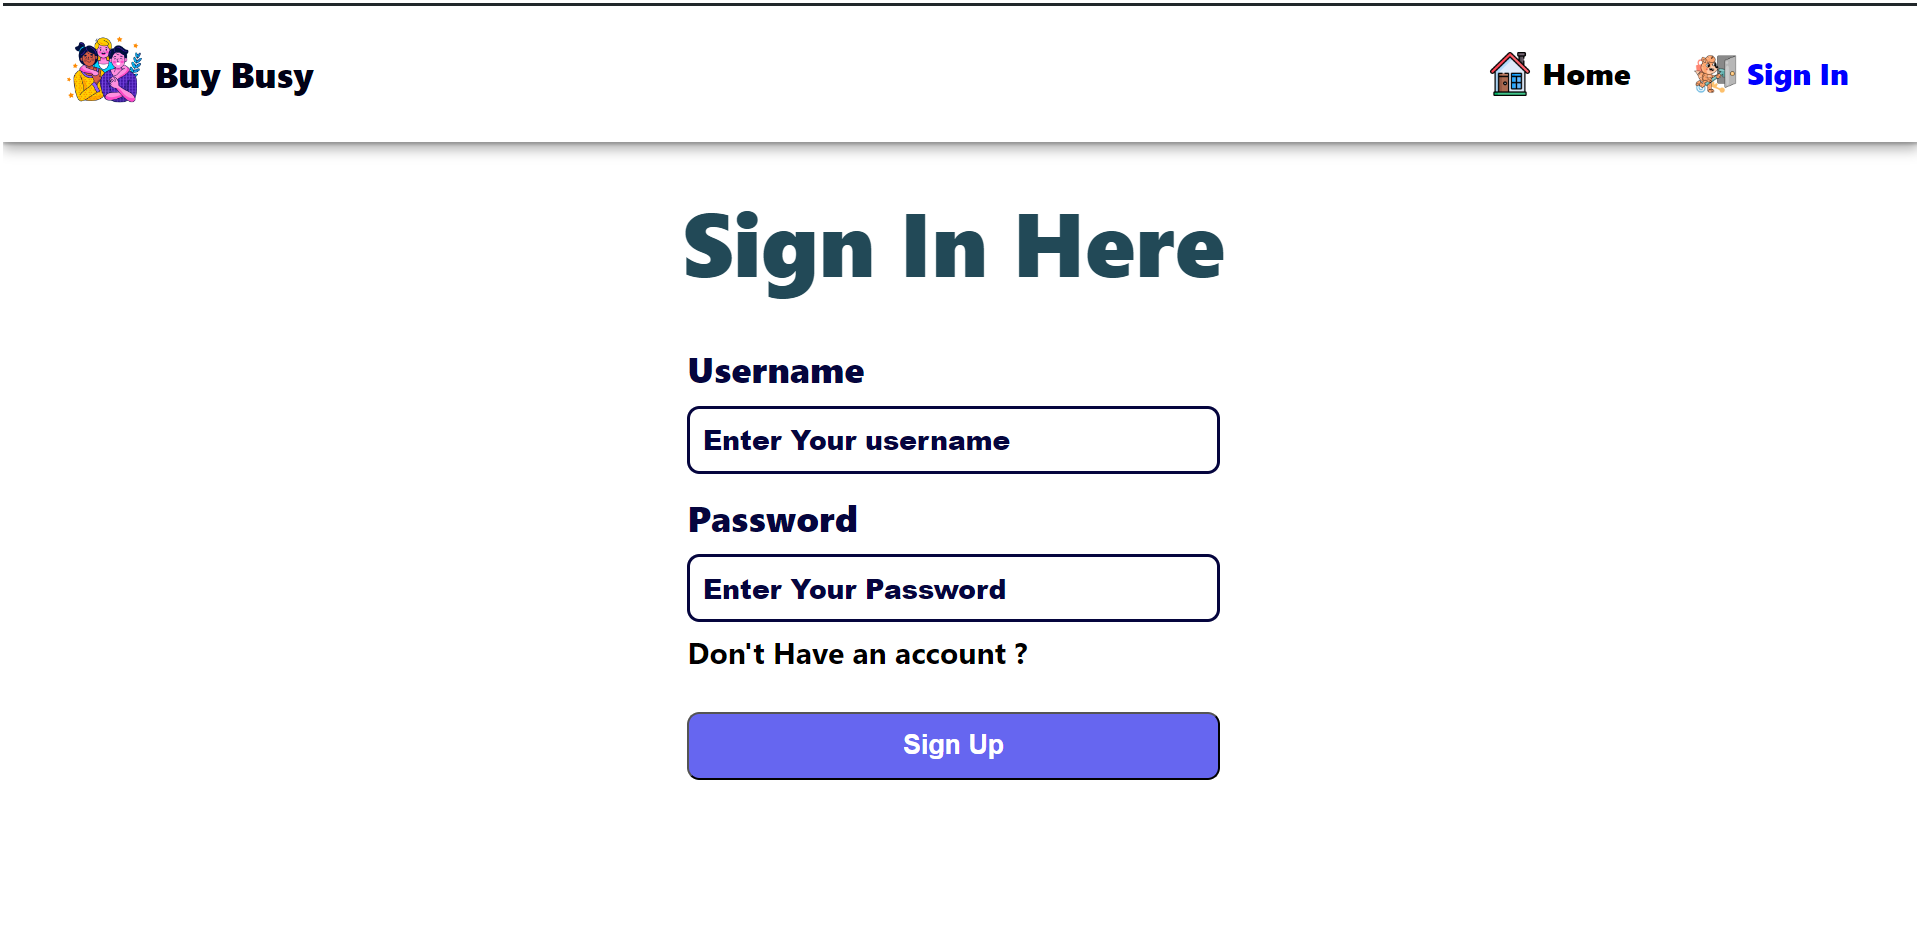 Buy Busy
Home
Sign In
Sign In Here
Username
Enter Your username
Password
Enter Your Password
Don't Have an account ?
Sign Up